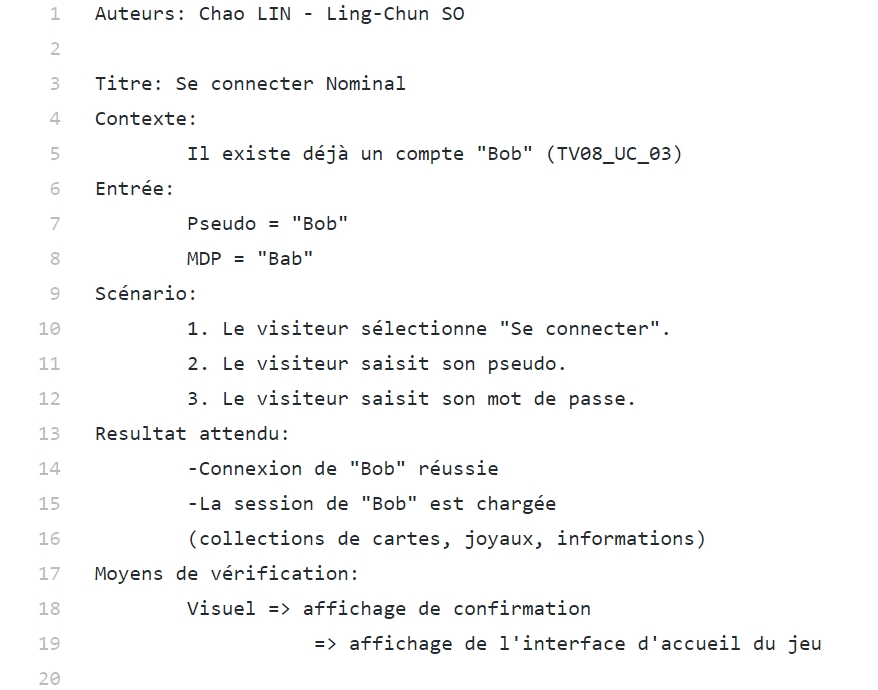 1 Auteurs: Chao LIN - Ling-Chun SO
2
3 Titre: Se connecter Nominal
4 Contexte:
5 Il existe déjà un compte "Bob" (TV08_UC_03)
6 Entrée:
7 Pseudo = "Bob"
8 MDP = "Bab"
9 Scénario:
10 1. Le visiteur sélectionne "Se connecter".
11 2. Le visiteur saisit son pseudo.
12 3. Le visiteur saisit son mot de passe.
13 Resultat attendu:
14 -Connexion de "Bob" réussie
15 -La session de "Bob" est chargée
16 (collections de cartes, joyaux, informations)
17 Moyens de vérification:
18 Visuel => affichage de confirmation
19 => affichage de l'interface d'accueil du jeu
20